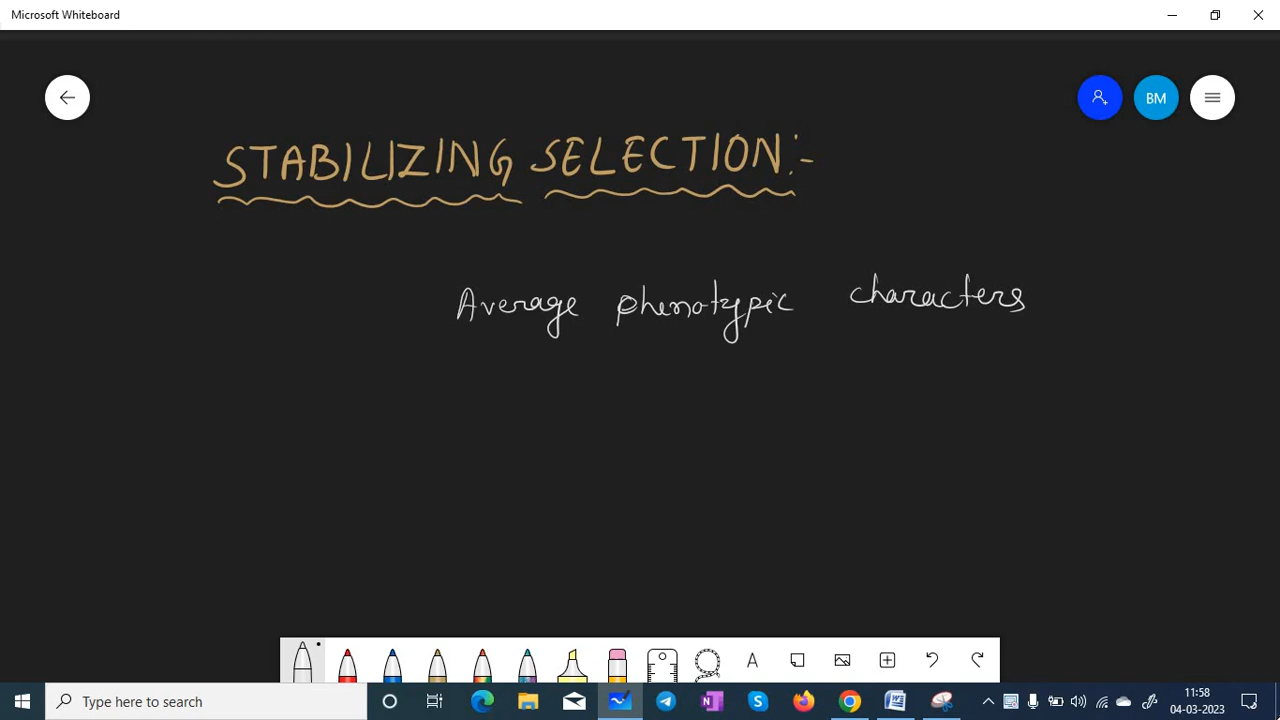 Microsoft Whiteboard
BM
STABILIZING SELECTION:-
Average phenotypic characters
A
Type here to search
11:58
04-03-2023